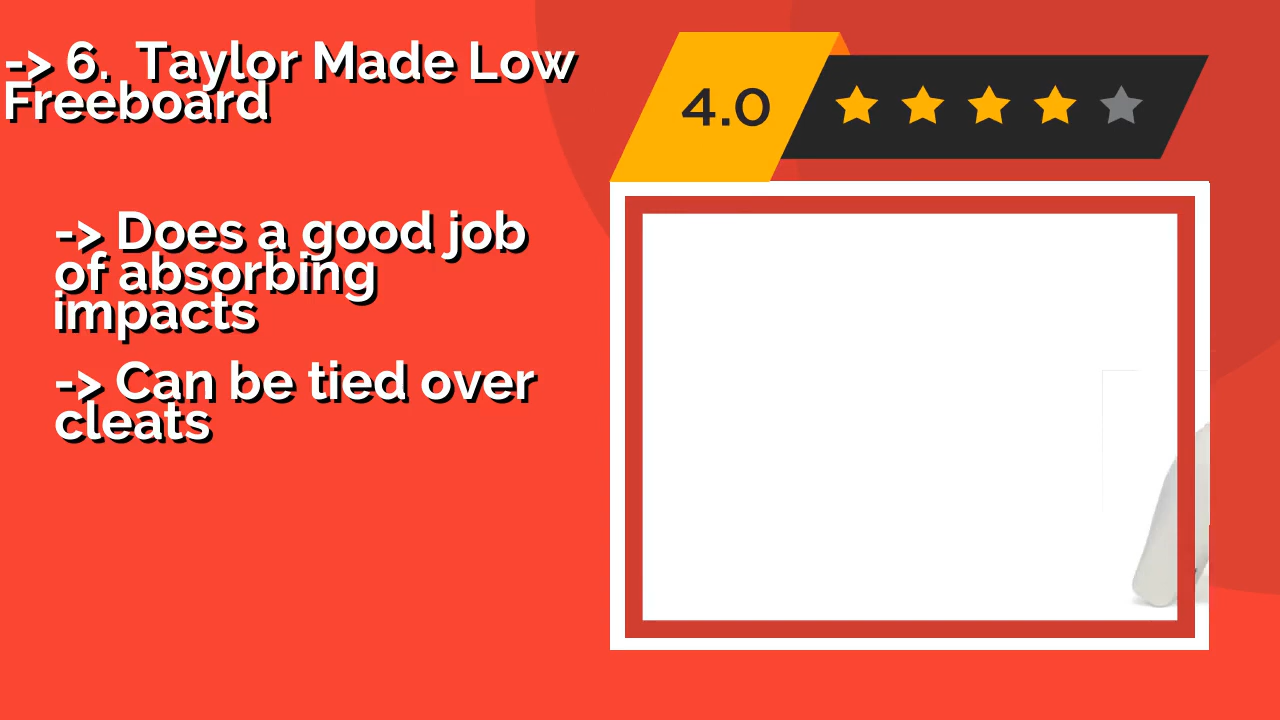 -> 6.  Taylor Made Low
Freeboard
4.0
-> Does a good job
of absorbing
impacts
-> Can be tied over
cleats